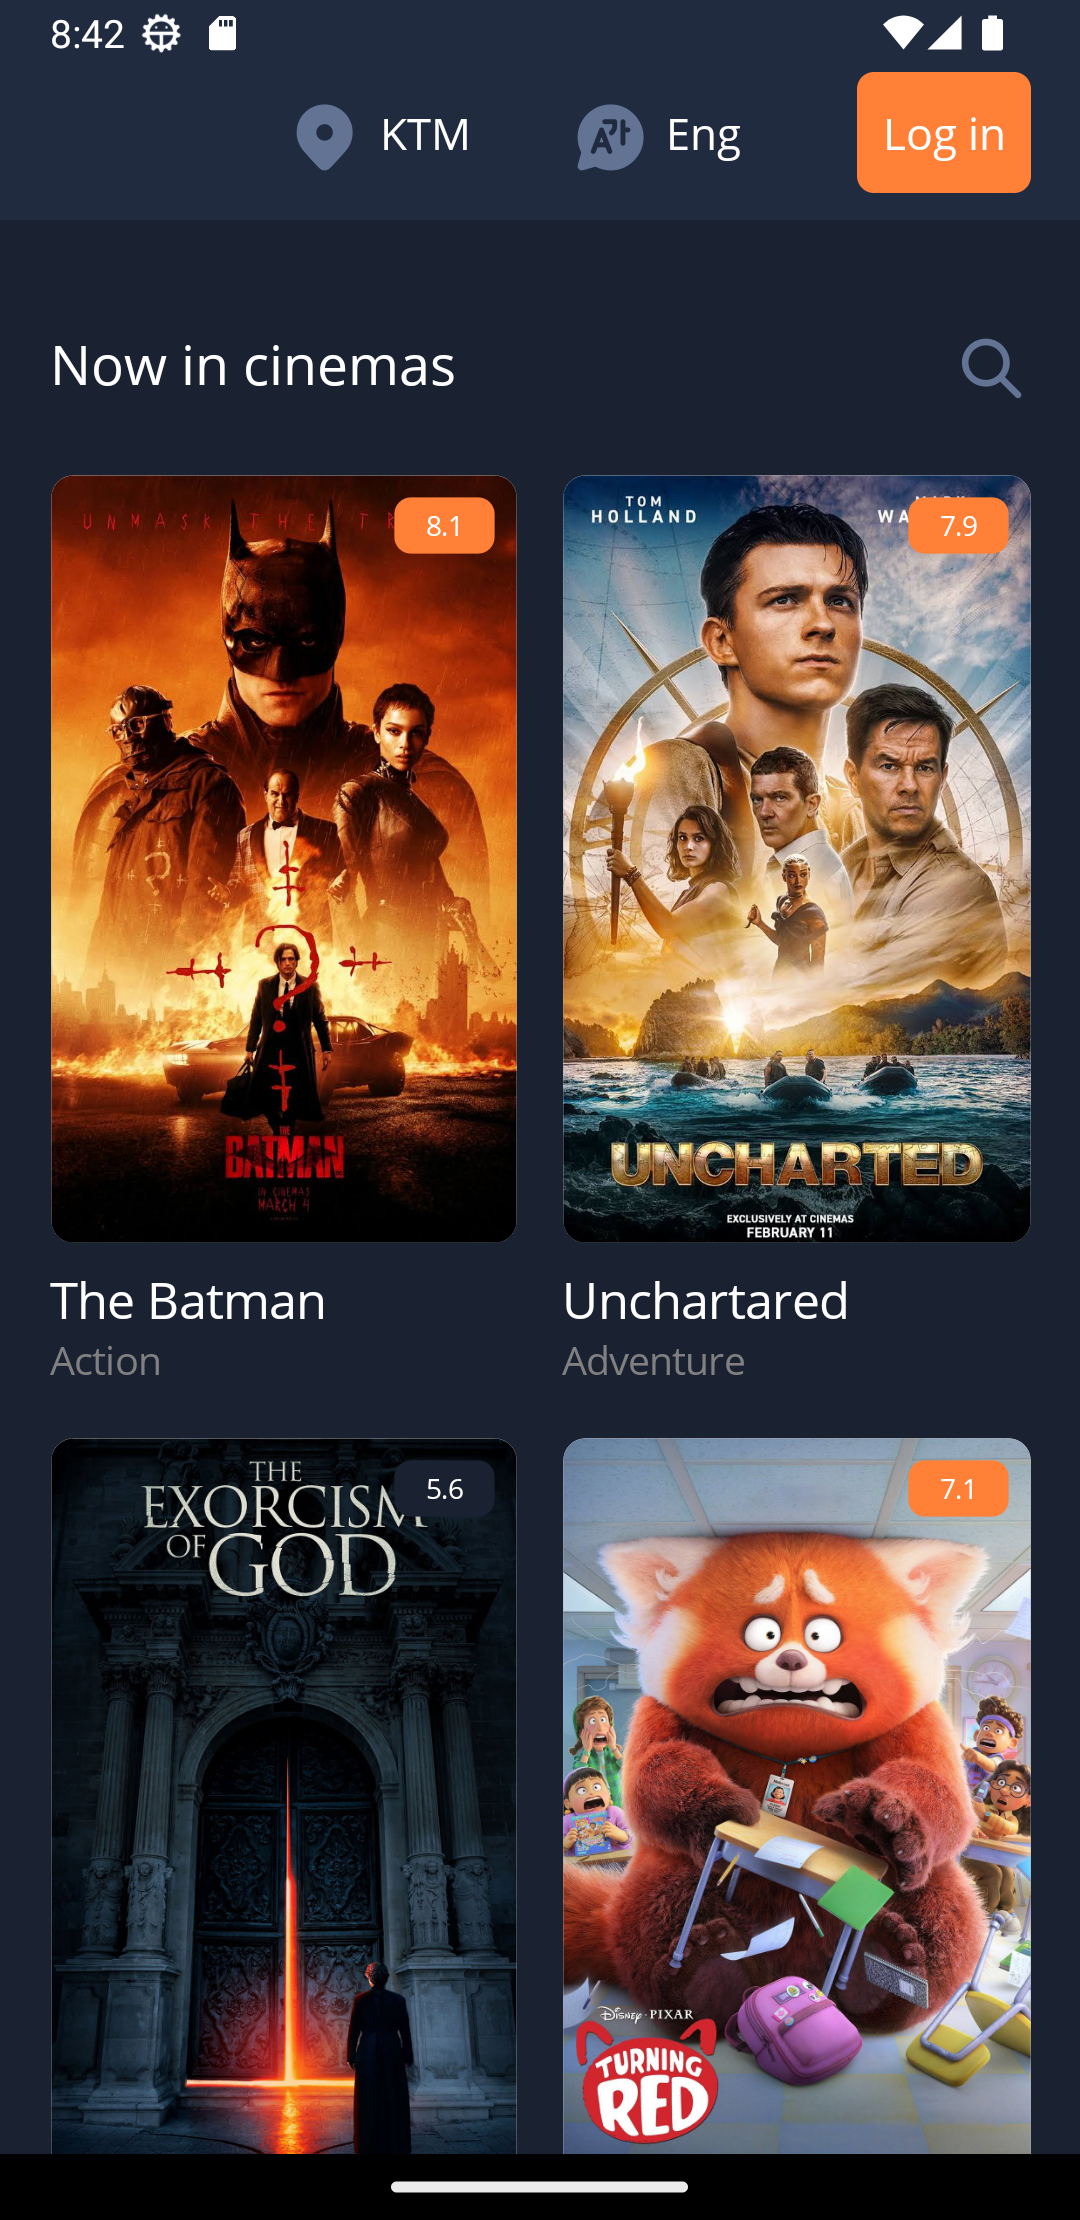 8:42
KTM
Eng
Log in
Now in cinemas
UNMASK THE TR
8.1
TOM
HOLLAND
WA
7.9
THE
BATMAN
IN CINEMAS
MARCH 4
UNCHARTED
EXCLUSIVELY AT CINEMAS
FEBRUARY 11
The Batman
Action
Unchartared
Adventure
THE
EXORCISM
OF GOD
5.6
7.1
DISNEY · PIXAR
TURNING
RED